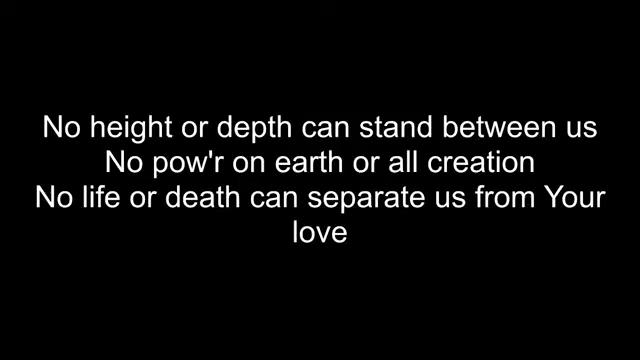 No height or depth can stand between us
No pow'r on earth or all creation
No life or death can separate us from Your
love